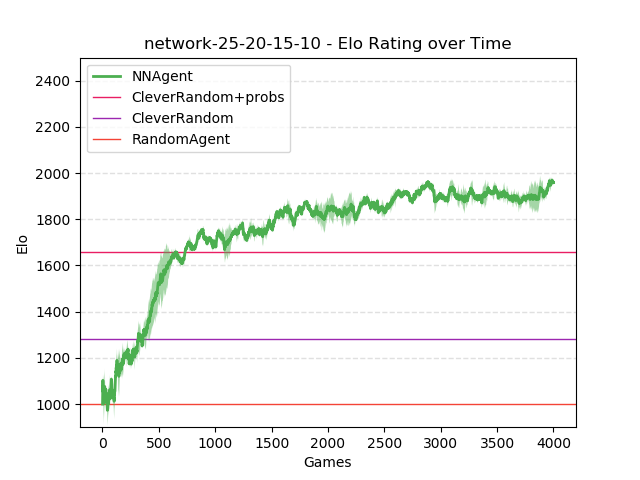 network-25-20-15-10 - Elo Rating over Time
NNAgent
CleverRandom+probs
CleverRandom
RandomAgent
2400
2200
2000
1800
1600
1400
1200
1000
Elo
0 500 1000 1500 2000 2500 3000 3500 4000
Games